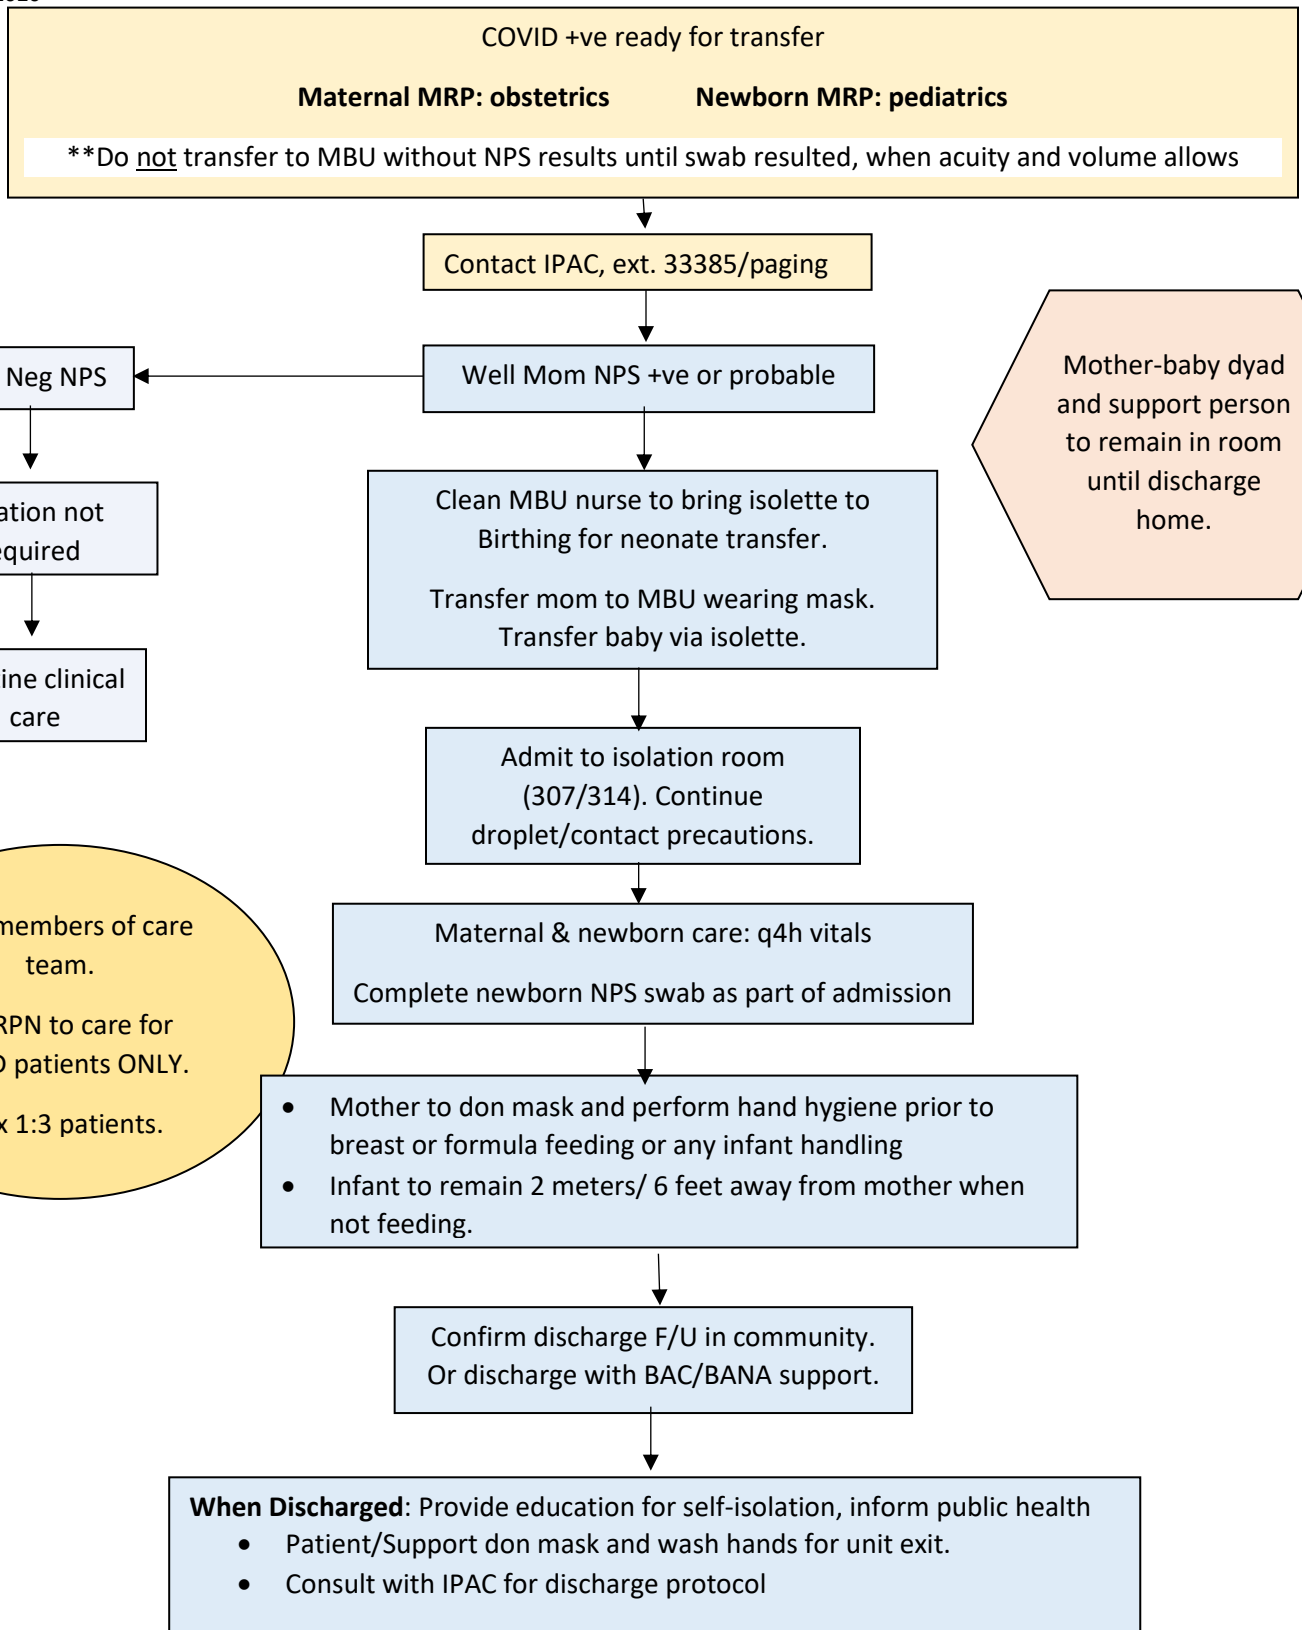 COVID +ve ready for transfer
Maternal MRP: obstetrics Newborn MRP: pediatrics
**Do not transfer to MBU without NPS results until swab resulted, when acuity and volume allows
Contact IPAC, ext. 33385/paging
Neg NPS
Well Mom NPS +ve or probable
Mother-baby dyad
and support person
to remain in room
until discharge
home.
Clean MBU nurse to bring isolette to
Birthing for neonate transfer.
Transfer mom to MBU wearing mask.
Transfer baby via isolette.
ation not
equired
tine clinical
care
Admit to isolation room
(307/314). Continue
droplet/contact precautions.
members of care
team.
RPN to care for
patients ONLY.
x 1:3 patients.
Maternal & newborn care: q4h vitals
Complete newborn NPS swab as part of admission
• Mother to don mask and perform hand hygiene prior to
breast or formula feeding or any infant handling
• Infant to remain 2 meters/ 6 feet away from mother when
not feeding.
Confirm discharge F/U in community.
Or discharge with BAC/BANA support.
When Discharged: Provide education for self-isolation, inform public health
• Patient/Support don mask and wash hands for unit exit.
• Consult with IPAC for discharge protocol